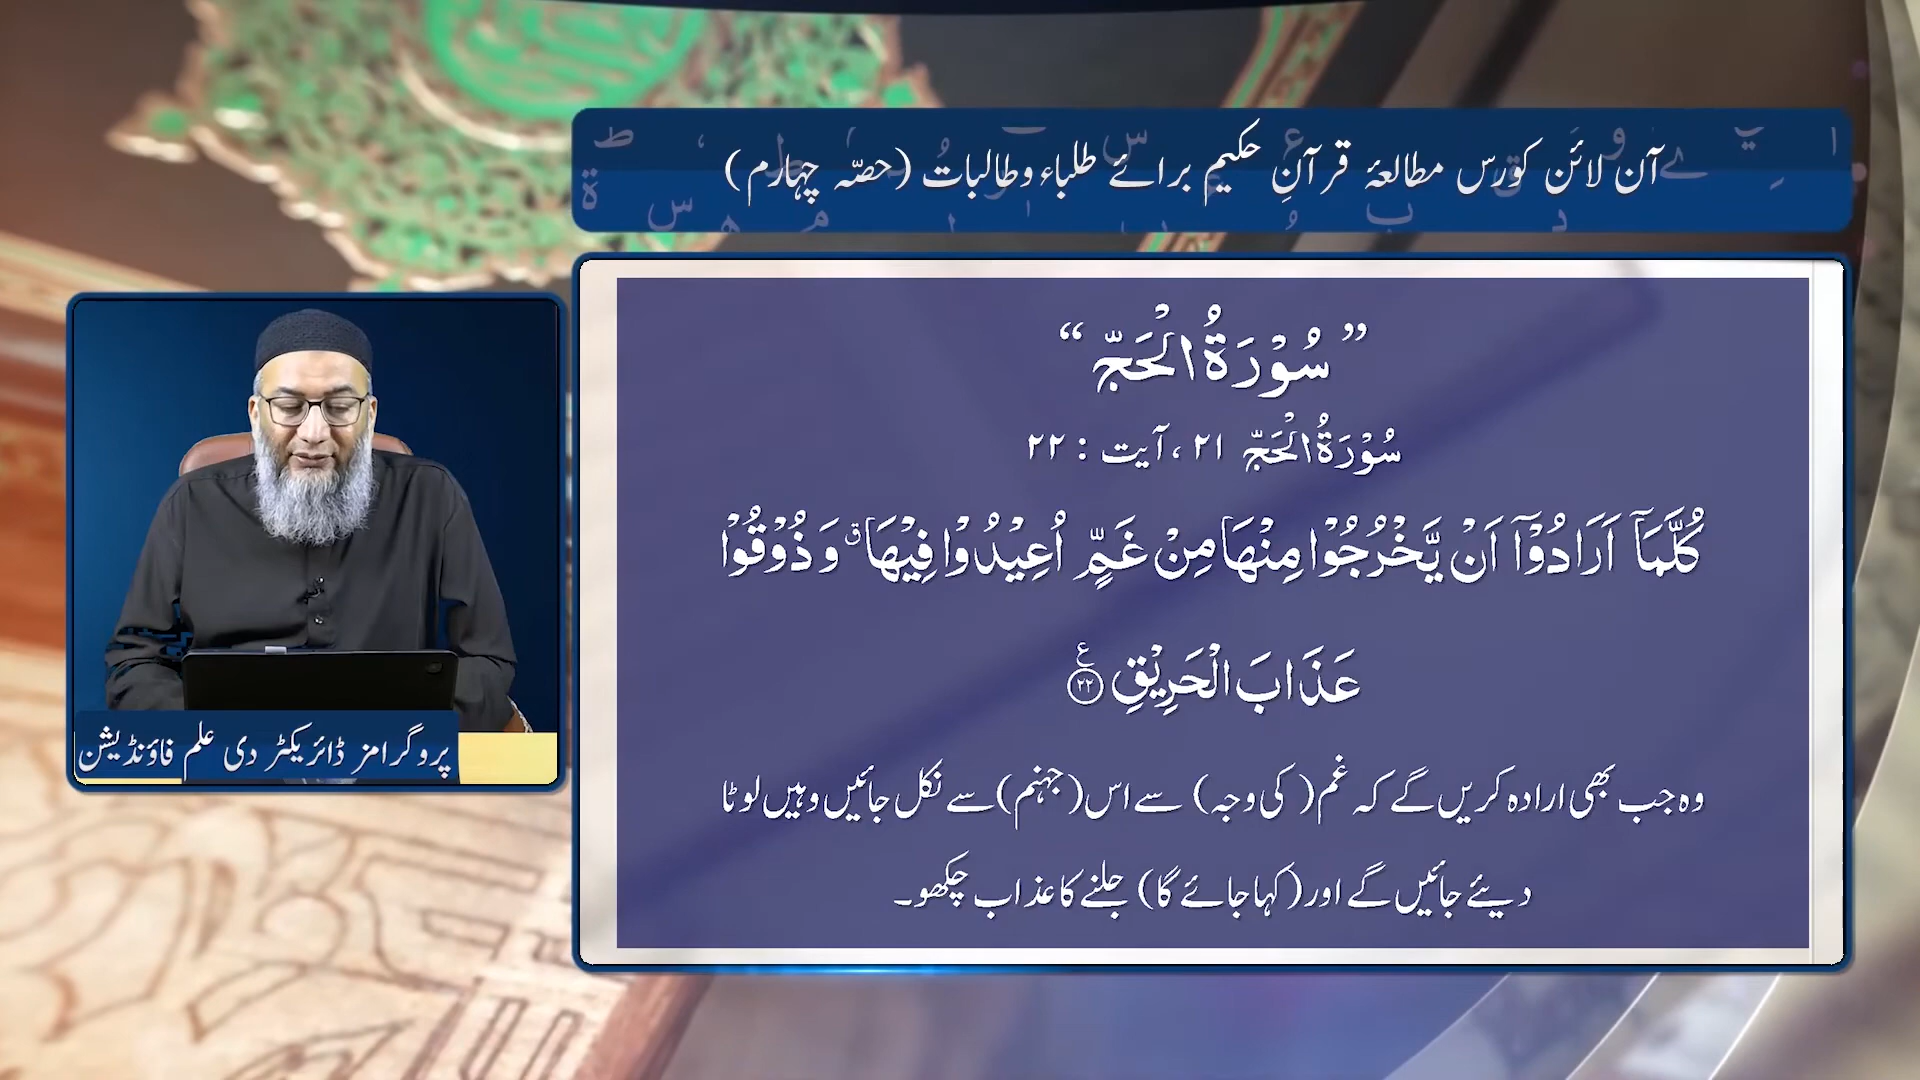 آن لائن کورس مطالعۂ قرآنِ حکیم برائے طلباء و طالبات (حصّہ چہارم)
”سُوْرَةُ الْحَجِّ“
سُوْرَةُ الْحَجِّ ۲۱، آیت : ۲۲
كُلَّمَاۤ اَرَادُوْۤا اَنْ يَّخْرُجُوْا مِنْهَا مِنْ غَمٍّ اُعِيْدُوْا فِيْهَا ۗ وَ ذُوْقُوْا
عَذَابَ الْحَرِيْقِ ۲۲ ع
وہ جب بھی ارادہ کریں گے کہ غم (کی وجہ) سے اس (جہنم) سے نکل جائیں وہیں لوٹا
دیئے جائیں گے اور (کہا جائے گا) جلنے کا عذاب چکھو۔
پروگرامز ڈائریکٹر دی علم فاؤنڈیشن